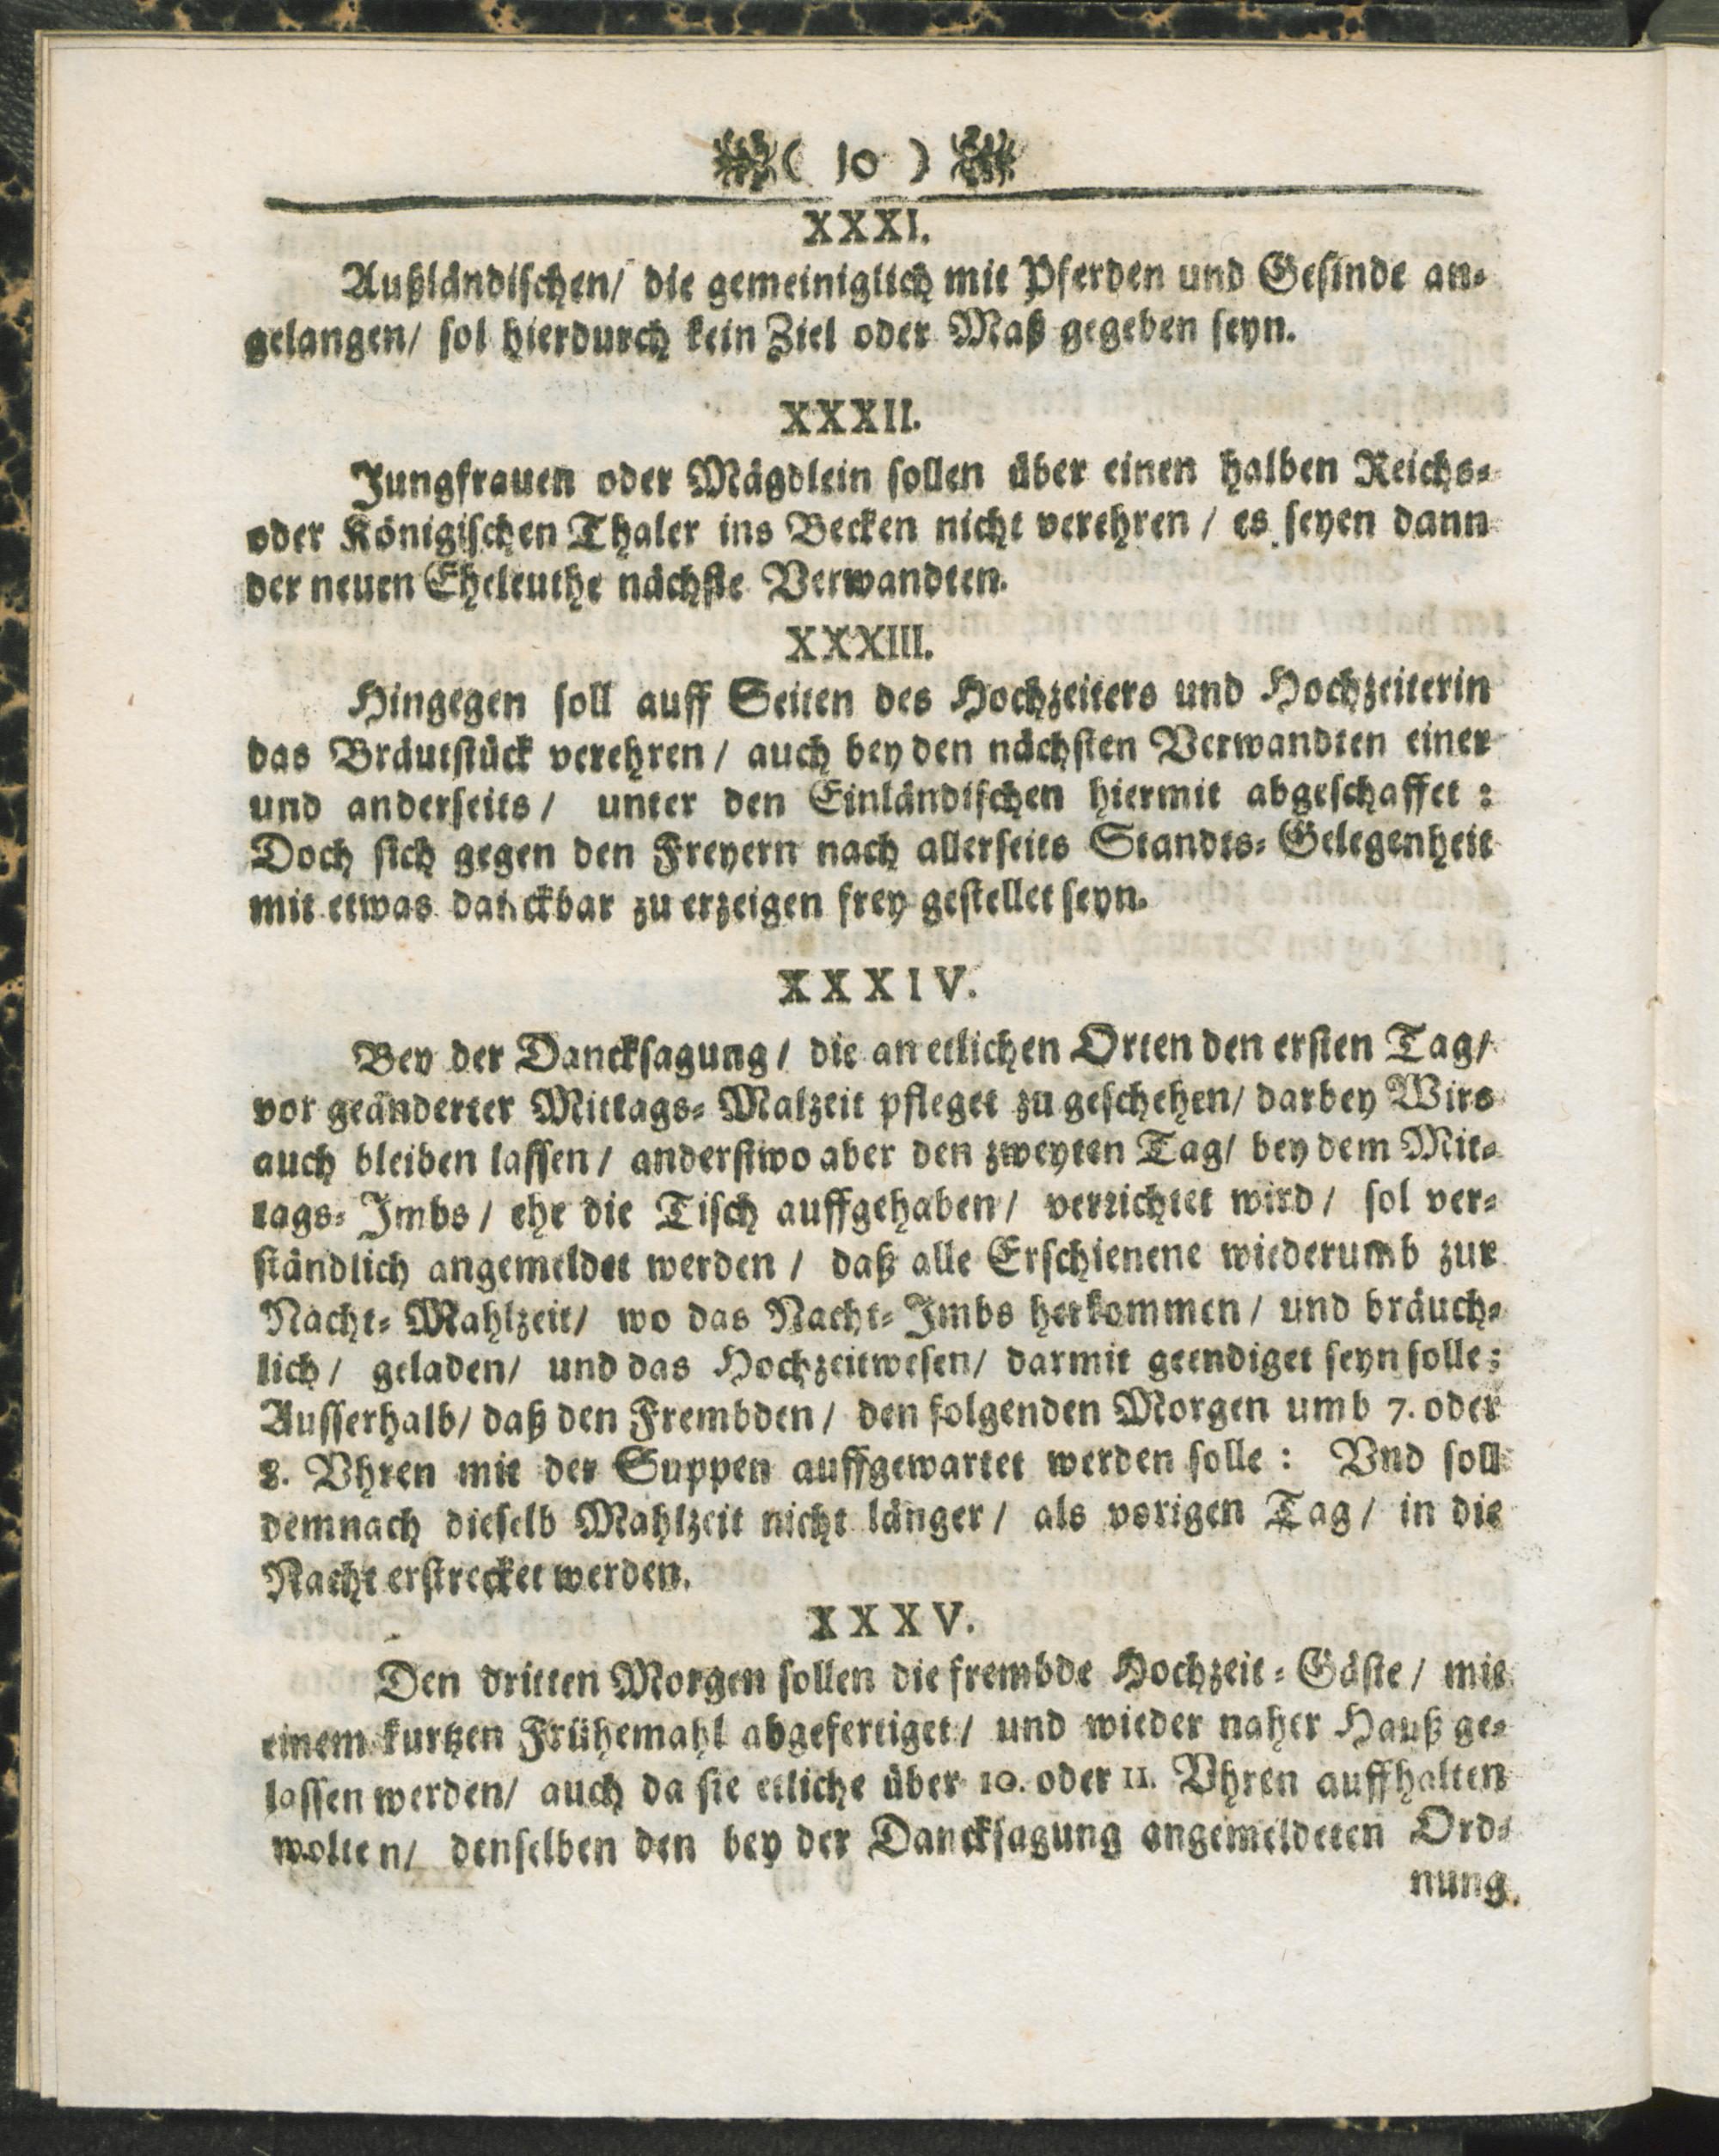 ( 10 )
XXXI.
Außländischen/ die gemeiniglich mit Pferden und Gesinde an-
gelangen/ sol hierdurch kein Ziel oder Maß gegeben seyn.
XXXII.
Jungfrauen oder Mägdlein sollen über einen halben Reichs-
oder Königischen Thaler ins Becken nicht verehren / es seyen dann
der neuen Eheleuthe nächste Verwandten.
XXXIII.
Hingegen soll auff Seiten des Hochzeiters und Hochzeiterin
das Bräutstück verehren / auch bey den nächsten Verwandten einer
und anderseits / unter den Einländischen hiermit abgeschaffet :
Doch sich gegen den Freyern nach allerseits Standts- Gelegenheit
mit etwas danckbar zu erzeigen frey gestellet seyn.
XXXIV.
Bey der Dancksagung / die an etlichen Orten den ersten Tag/
vor geänderter Mittags- Malzeit pfleget zu geschehen/ darbey Wirs
auch bleiben lassen / anderstwo aber den zweyten Tag/ bey dem Mit-
tags- Jmbs / ehe die Tisch auffgehaben / verrichtet wird / sol ver-
ständlich angemeldet werden / daß alle Erschienene wiederumb zur
Nacht- Mahlzeit/ wo das Nacht- Jmbs herkommen / und bräuch-
lich / geladen/ und das Hochzeitwesen/ darmit geendiget seyn solle :
Ausserhalb/ daß den Frembden / den folgenden Morgen umb 7. oder
8. Vhren mit der Suppen auffgewartet werden solle : Vnd soll
demnach dieselb Mahlzeit nicht länger / als vorigen Tag / in die
Nacht erstrecket werden.
XXXV.
Den dritten Morgen sollen die frembde Hochzeit - Gäste / mit
einem kurtzen Frühemahl abgefertiget / und wieder naher Hauß ge-
lassen werden/ auch da sie etliche über 10. oder 11. Vhren auffhalten
wolten/ denselben den bey der Dancksagung angemeldeten Ord-
nung.